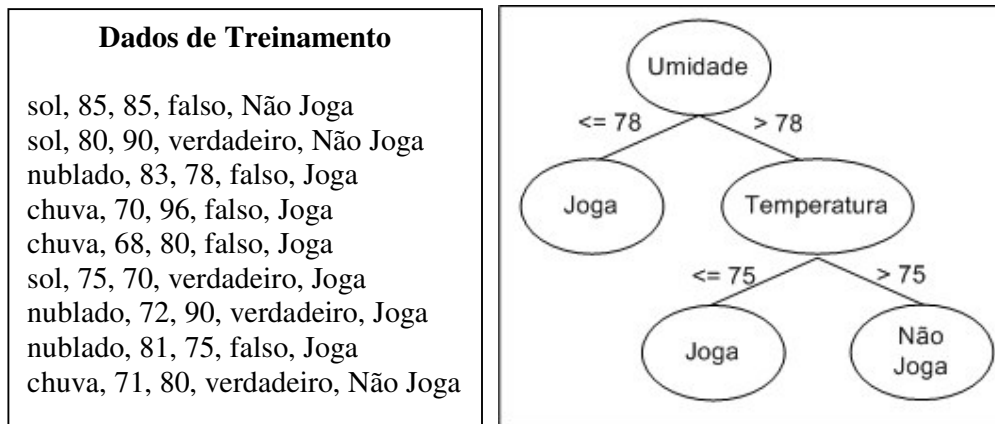 Dados de Treinamento
sol, 85, 85, falso, Não Joga
sol, 80, 90, verdadeiro, Não Joga
nublado, 83, 78, falso, Joga
chuva, 70, 96, falso, Joga
chuva, 68, 80, falso, Joga
sol, 75, 70, verdadeiro, Joga
nublado, 72, 90, verdadeiro, Joga
nublado, 81, 75, falso, Joga
chuva, 71, 80, verdadeiro, Não Joga
Umidade
<= 78 > 78
Joga Temperatura
<= 75 > 75
Joga Não
Joga